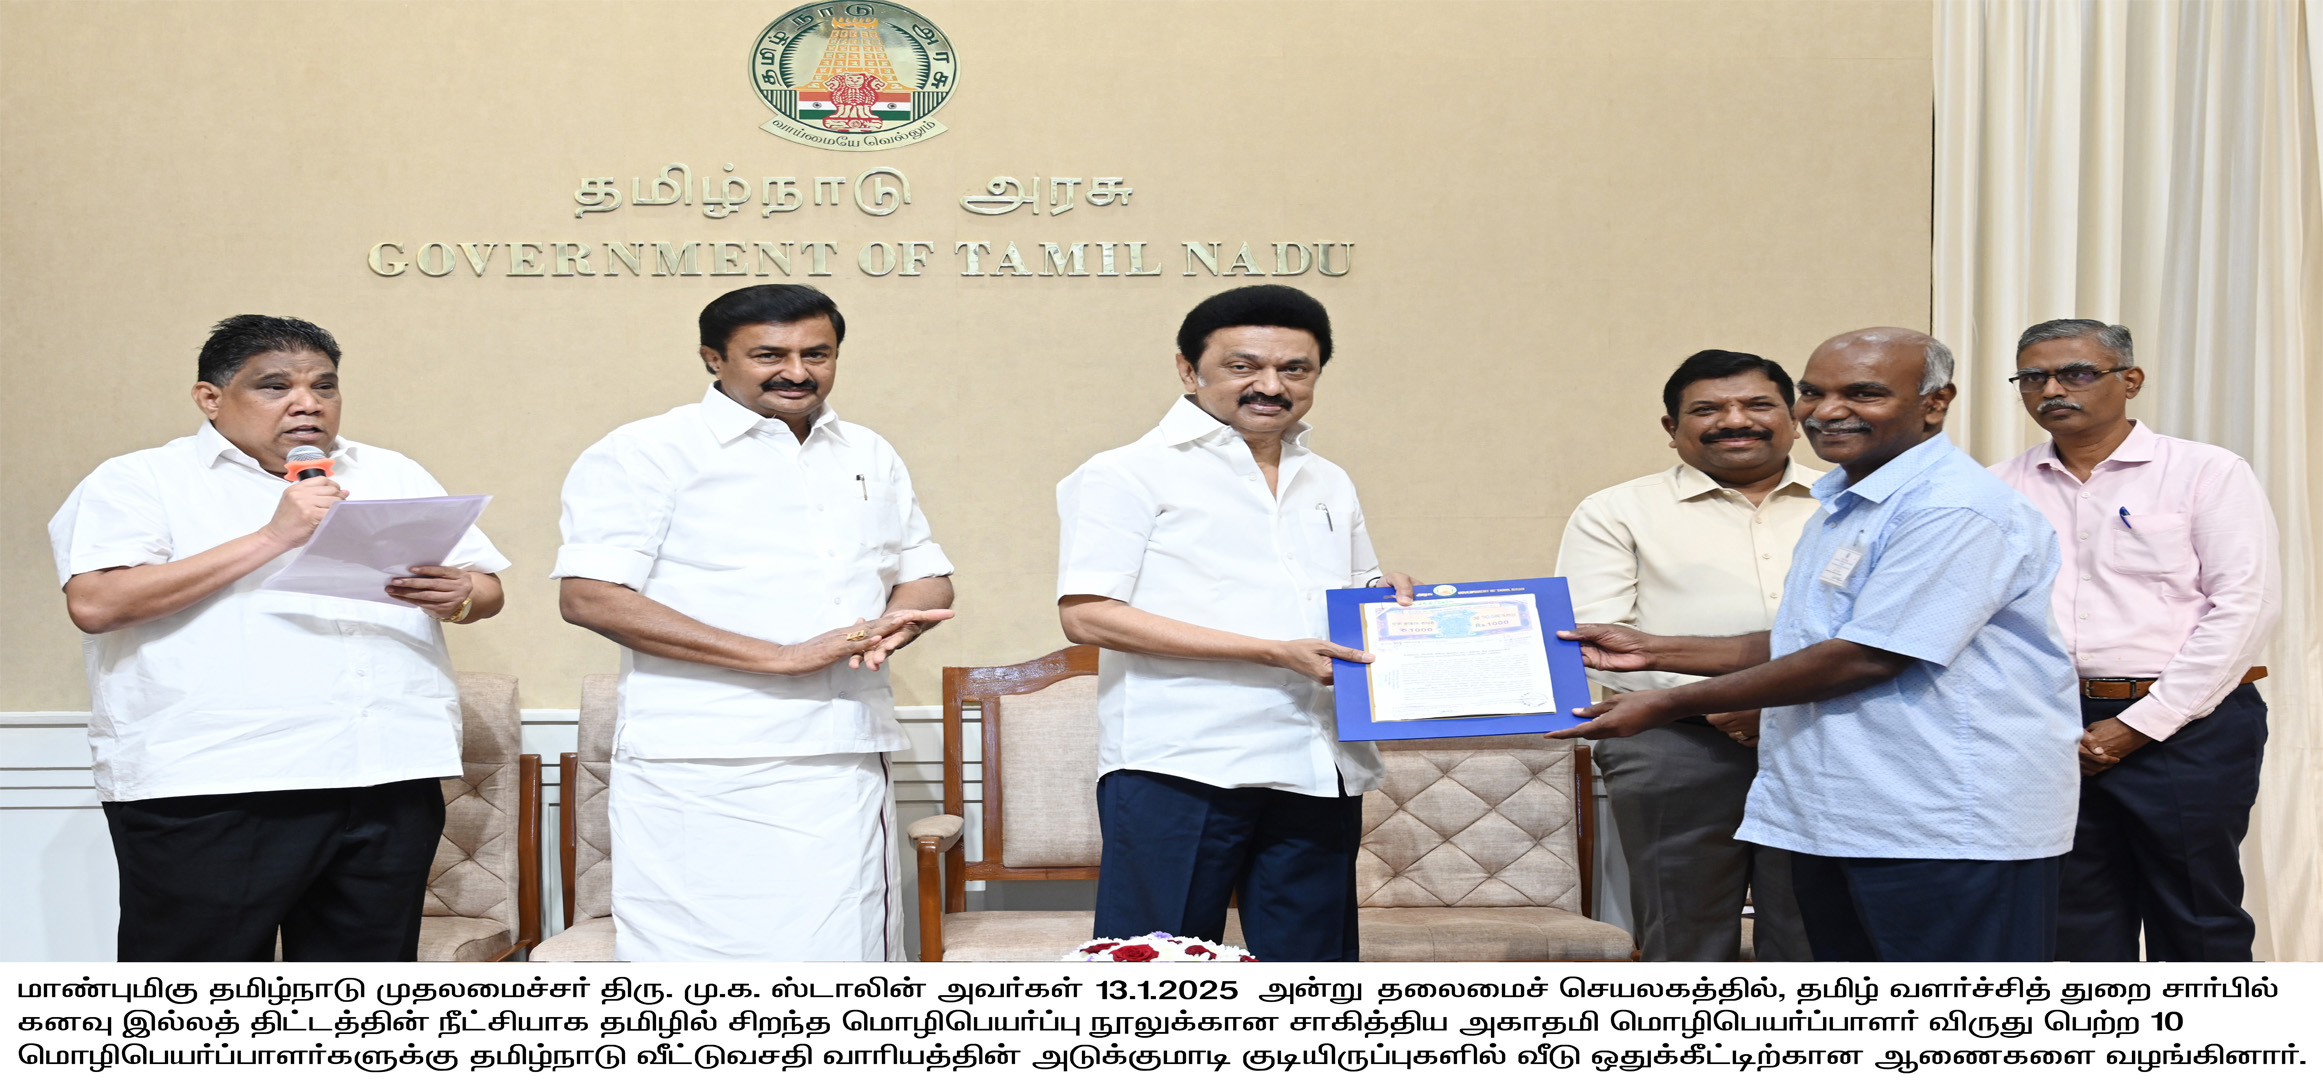 தமிழ்நாடு அரசு
வாய்மையே வெல்லும்
தமிழ்நாடு அரசு
GOVERNMENT OF TAMIL NADU
மாண்புமிகு தமிழ்நாடு முதலமைச்சர் திரு. மு.க. ஸ்டாலின் அவர்கள் 13.1.2025 அன்று தலைமைச் செயலகத்தில், தமிழ் வளர்ச்சித் துறை சார்பில்
கனவு இல்லத் திட்டத்தின் நீட்சியாக தமிழில் சிறந்த மொழிபெயர்ப்பு நூலுக்கான சாகித்திய அகாதமி மொழிபெயர்ப்பாளர் விருது பெற்ற 10
மொழிபெயர்ப்பாளர்களுக்கு தமிழ்நாடு வீட்டுவசதி வாரியத்தின் அடுக்குமாடி குடியிருப்புகளில் வீடு ஒதுக்கீட்டிற்கான ஆணைகளை வழங்கினார்.